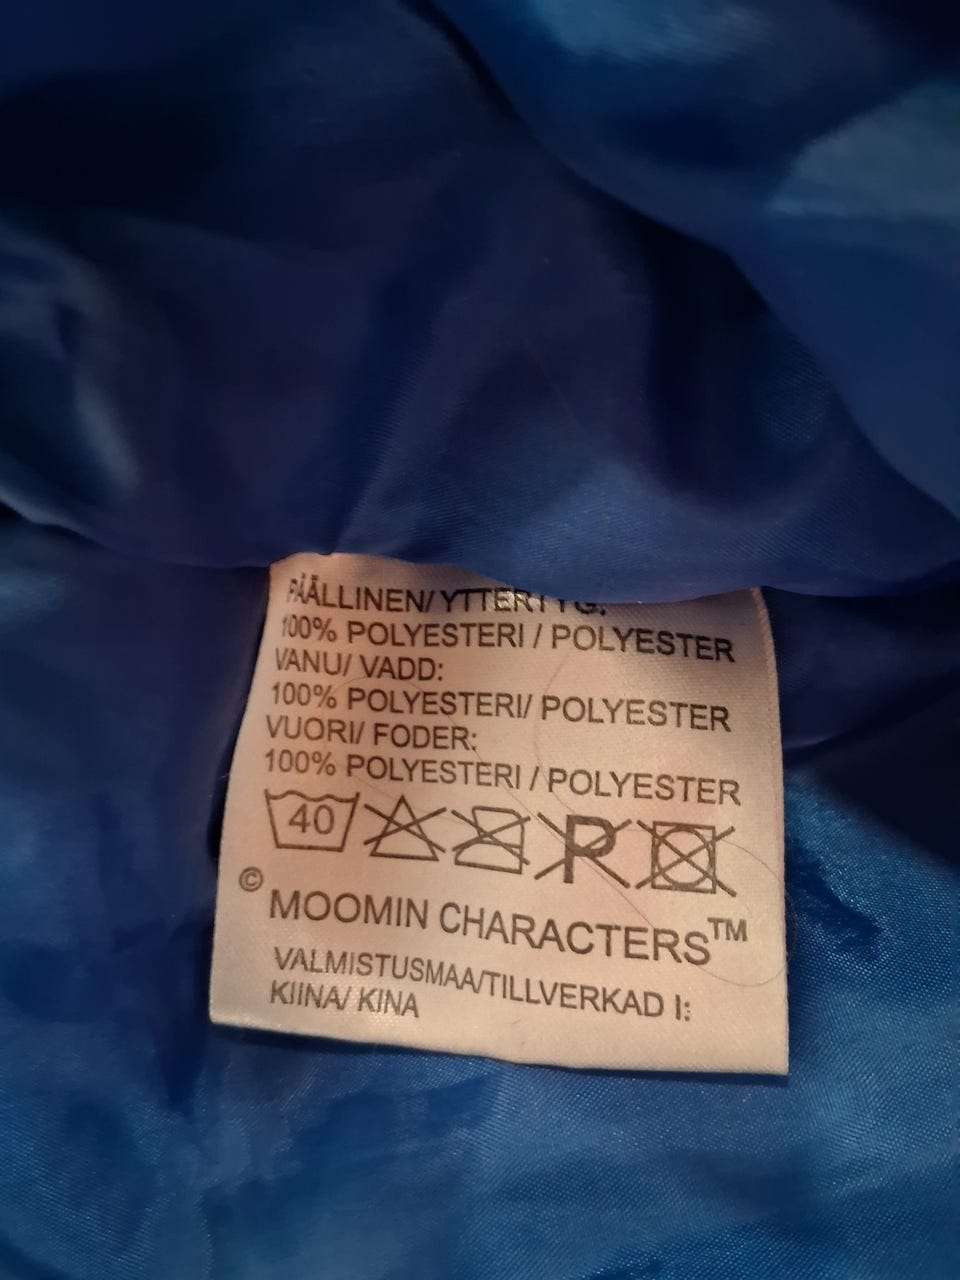 PÄÄLLINEN/ YTTERTYG:
100% POLYESTERI / POLYESTER
VANU/ VADD:
100% POLYESTERI/ POLYESTER
VUORI/ FODER:
100% POLYESTERI / POLYESTER
40 P
© MOOMIN CHARACTERS™
VALMISTUSMAA/TILLVERKAD I:
KIINA/ KINA